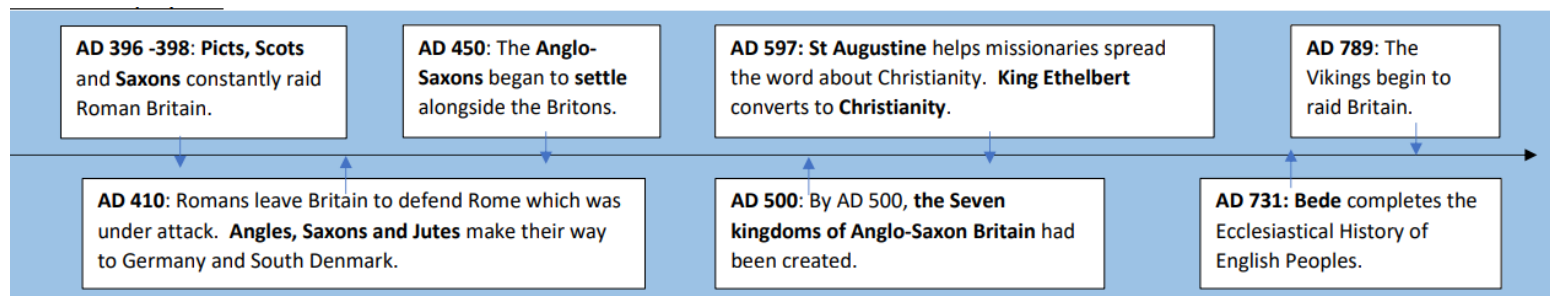 AD 396 -398: Picts, Scots
and Saxons constantly raid
Roman Britain.
AD 450: The Anglo-
Saxons began to settle
alongside the Britons.
AD 597: St Augustine helps missionaries spread
the word about Christianity. King Ethelbert
converts to Christianity.
AD 789: The
Vikings begin to
raid Britain.
AD 410: Romans leave Britain to defend Rome which was
under attack. Angles, Saxons and Jutes make their way
to Germany and South Denmark.
AD 500: By AD 500, the Seven
kingdoms of Anglo-Saxon Britain had
been created.
AD 731: Bede completes the
Ecclesiastical History of
English Peoples.